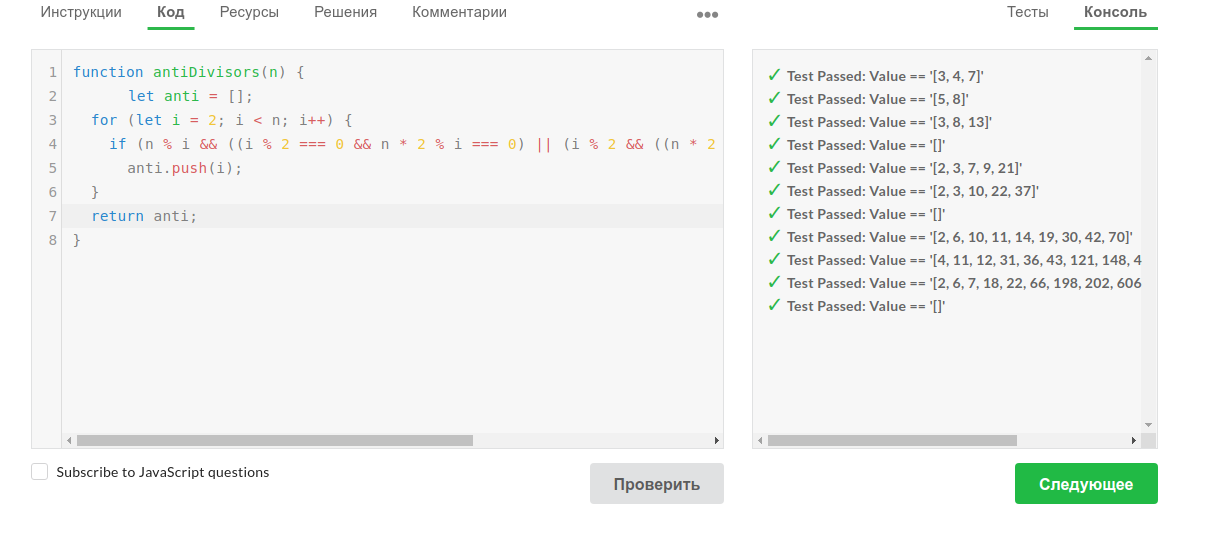 Инструкции Код Ресурсы Решения Комментарии ••• Тесты Консоль
1 function antiDivisors(n) {
2 let anti = [];
3 for (let i = 2; i < n; i++) {
4 if (n % i && ((i % 2 === 0 && n * 2 % i === 0) || (i % 2 && ((n * 2
5 anti.push(i);
6 }
7 return anti;
8 }
✓ Test Passed: Value == '[3, 4, 7]'
✓ Test Passed: Value == '[5, 8]'
✓ Test Passed: Value == '[3, 8, 13]'
✓ Test Passed: Value == '[]'
✓ Test Passed: Value == '[2, 3, 7, 9, 21]'
✓ Test Passed: Value == '[2, 3, 10, 22, 37]'
✓ Test Passed: Value == '[]'
✓ Test Passed: Value == '[2, 6, 10, 11, 14, 19, 30, 42, 70]'
✓ Test Passed: Value == '[4, 11, 12, 31, 36, 43, 121, 148, 4
✓ Test Passed: Value == '[2, 6, 7, 18, 22, 66, 198, 202, 606
✓ Test Passed: Value == '[]'
Subscribe to JavaScript questions
Проверить
Следующее